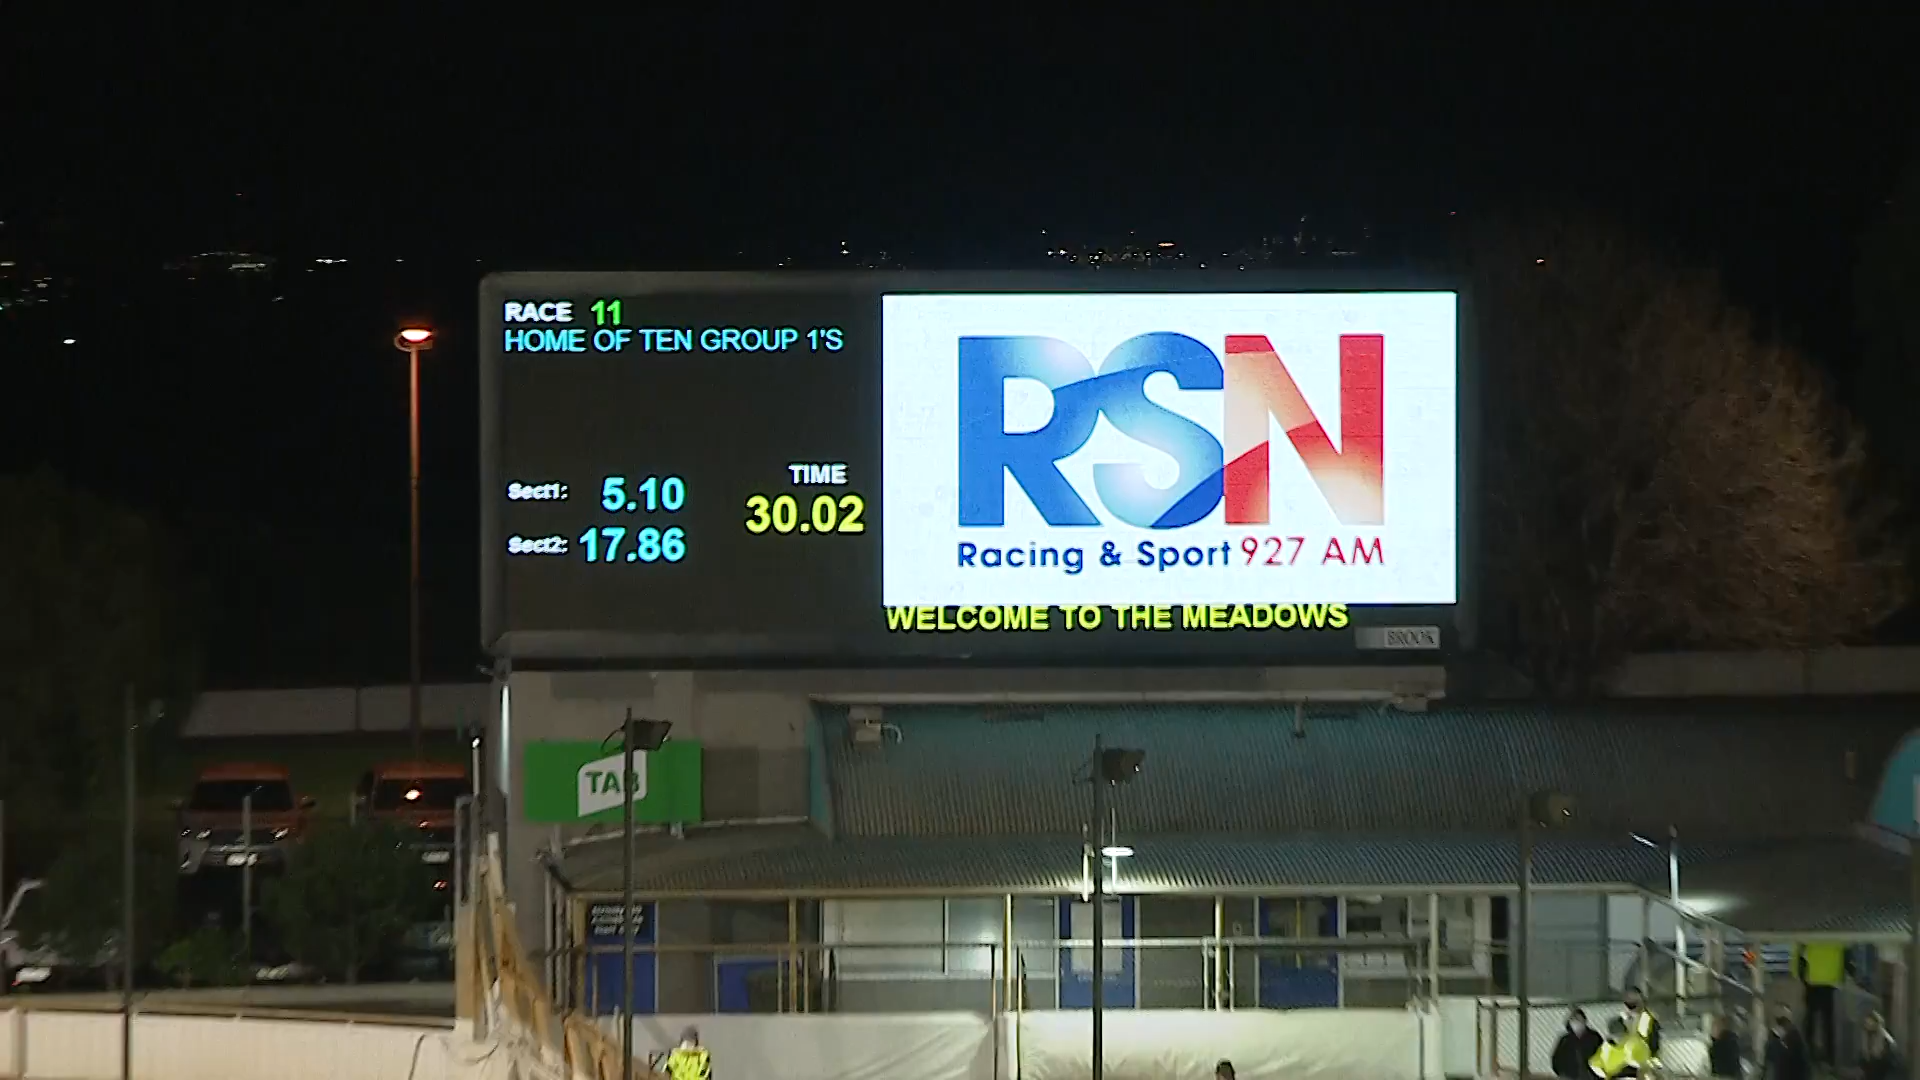 RACE 11
HOME OF TEN GROUP 1'S
Sect1: 5.10
TIME
30.02
Sect2: 17.86
RSN
Racing & Sport 927 AM
WELCOME TO THE MEADOWS
BROOK
TAB